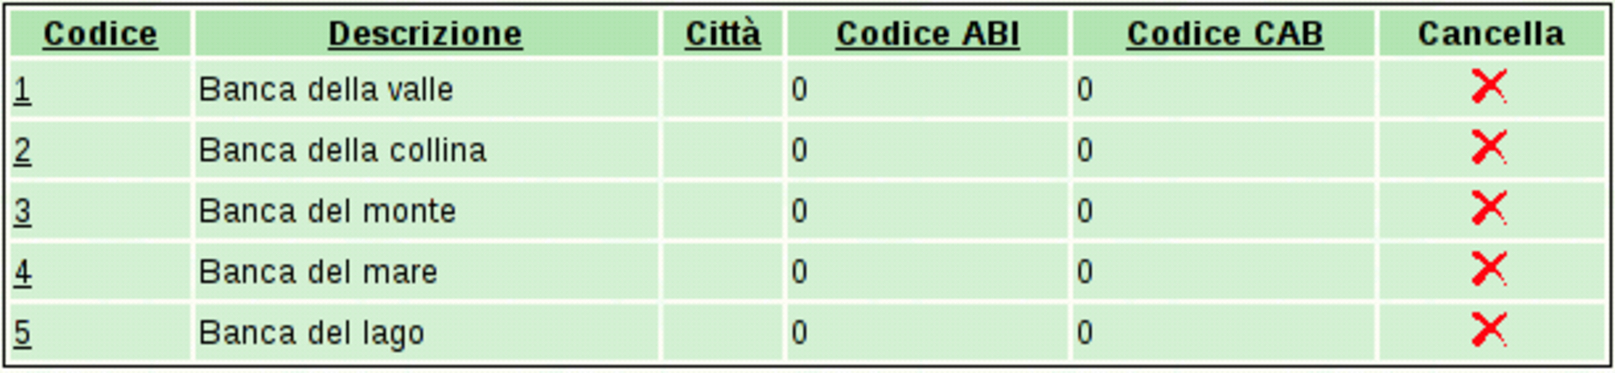 Codice Descrizione Città Codice ABI Codice CAB Cancella
1 Banca della valle 0 0
2 Banca della collina 0 0
3 Banca del monte 0 0
4 Banca del mare 0 0
5 Banca del lago 0 0